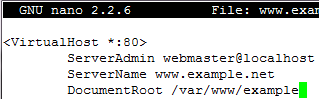 GNU nano 2.2.6 File: www.exam
<VirtualHost *:80>
ServerAdmin webmaster@localhost
ServerName www.example.net
DocumentRoot /var/www/example